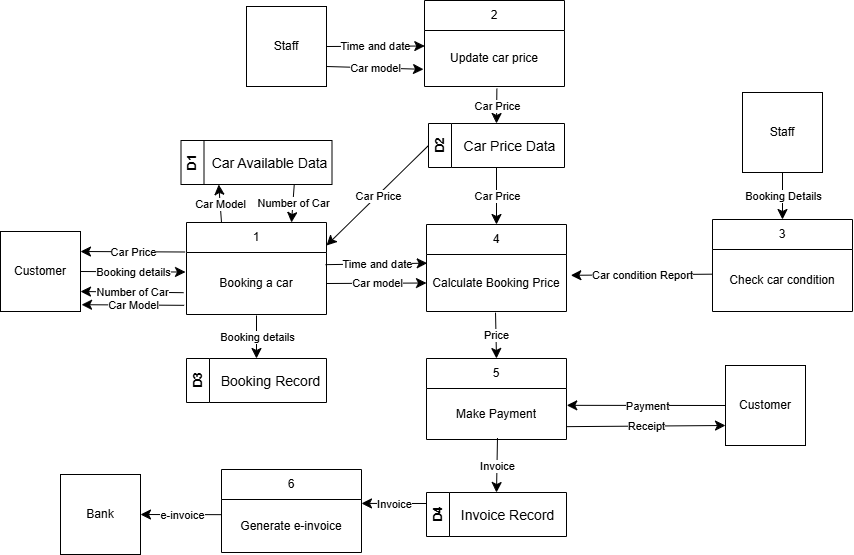 2
Staff
Time and date
Update car price
Car model
Car Price
Staff
D1
Car Available Data
D2
Car Price Data
Car Model
Number of Car
Car Price
Car Price
Booking Details
1
4
3
Car Price
Customer
Booking details
Booking a car
Time and date
Car model
Calculate Booking Price
Car condition Report
Check car condition
Number of Car
Car Model
Booking details
Price
D3
Booking Record
5
Make Payment
Payment
Receipt
Customer
Invoice
6
Bank
e-invoice
Generate e-invoice
Invoice
D4
Invoice Record